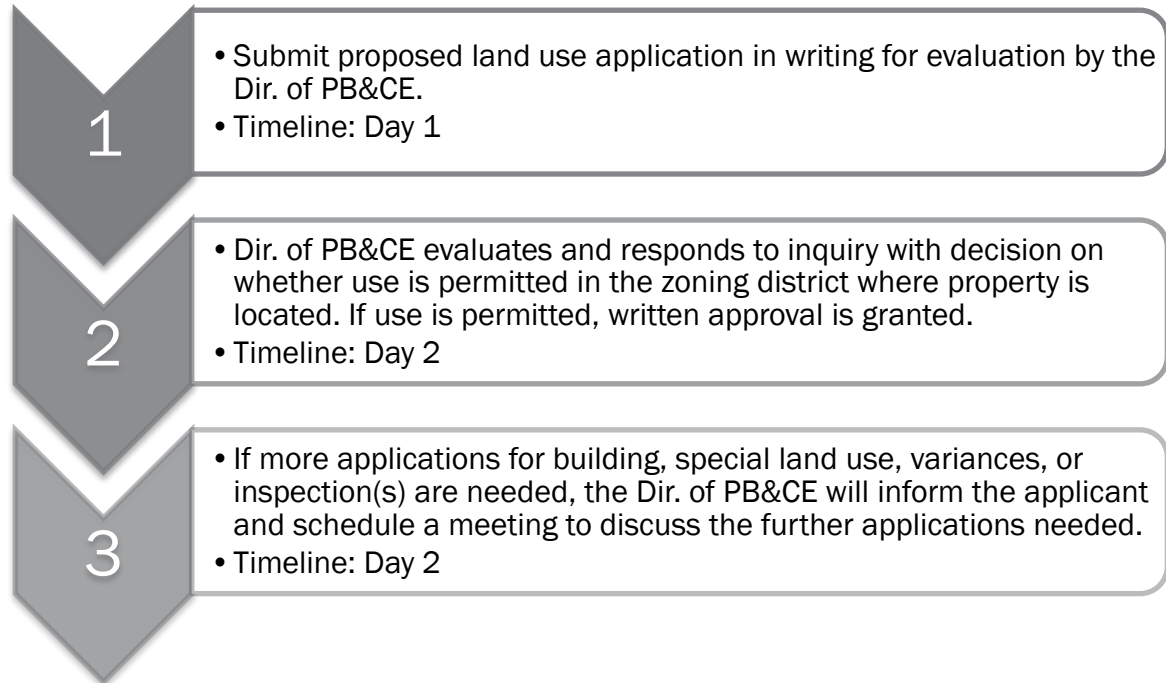 1
• Submit proposed land use application in writing for evaluation by the
Dir. of PB&CE.
• Timeline: Day 1
2
• Dir. of PB&CE evaluates and responds to inquiry with decision on
whether use is permitted in the zoning district where property is
located. If use is permitted, written approval is granted.
• Timeline: Day 2
3
• If more applications for building, special land use, variances, or
inspection(s) are needed, the Dir. of PB&CE will inform the applicant
and schedule a meeting to discuss the further applications needed.
• Timeline: Day 2